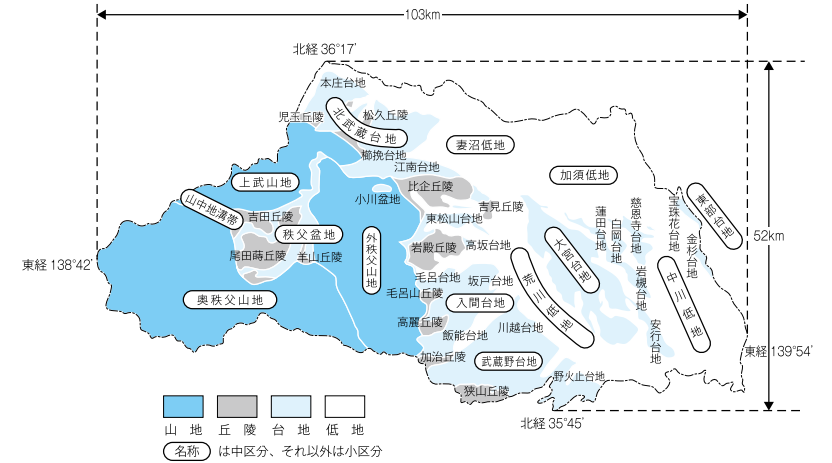 103km
北経 36°17′
本庄台地
児玉丘陵
松久丘陵
北武蔵台地
櫛挽台地
妻沼低地
江南台地
加須低地
上武山地
比企丘陵
小川盆地
山中地溝帯
吉田丘陵
東松山台地
吉見丘陵
慈恩寺台地
宝珠花台地
東部台地
蓮田台地
白岡台地
金杉台地
秩父盆地
外秩父山地
岩殿丘陵
高坂台地
大宮台地
52km
尾田蒔丘陵
羊山丘陵
東経 138°42′
毛呂台地
坂戸台地
荒川低地
岩槻台地
中川低地
奥秩父山地
毛呂山丘陵
入間台地
高麗丘陵
川越台地
飯能台地
安行台地
東経 139°54′
加治丘陵
武蔵野台地
野火止台地
狭山丘陵
北経 35°45′
山地
丘陵
台地
低地
名称 は中区分、それ以外は小区分